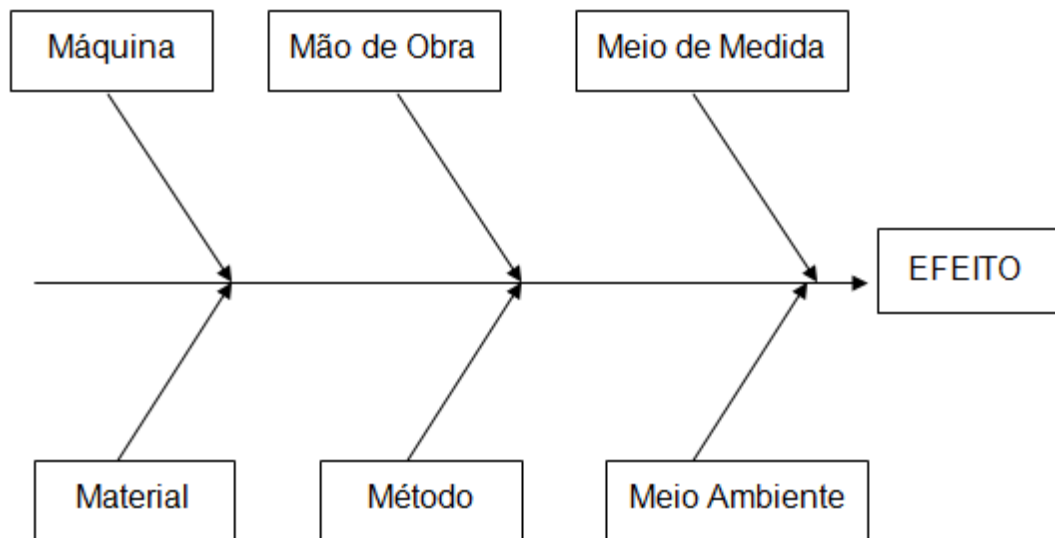 Máquina
Mão de Obra
Meio de Medida
EFEITO
Material
Método
Meio Ambiente